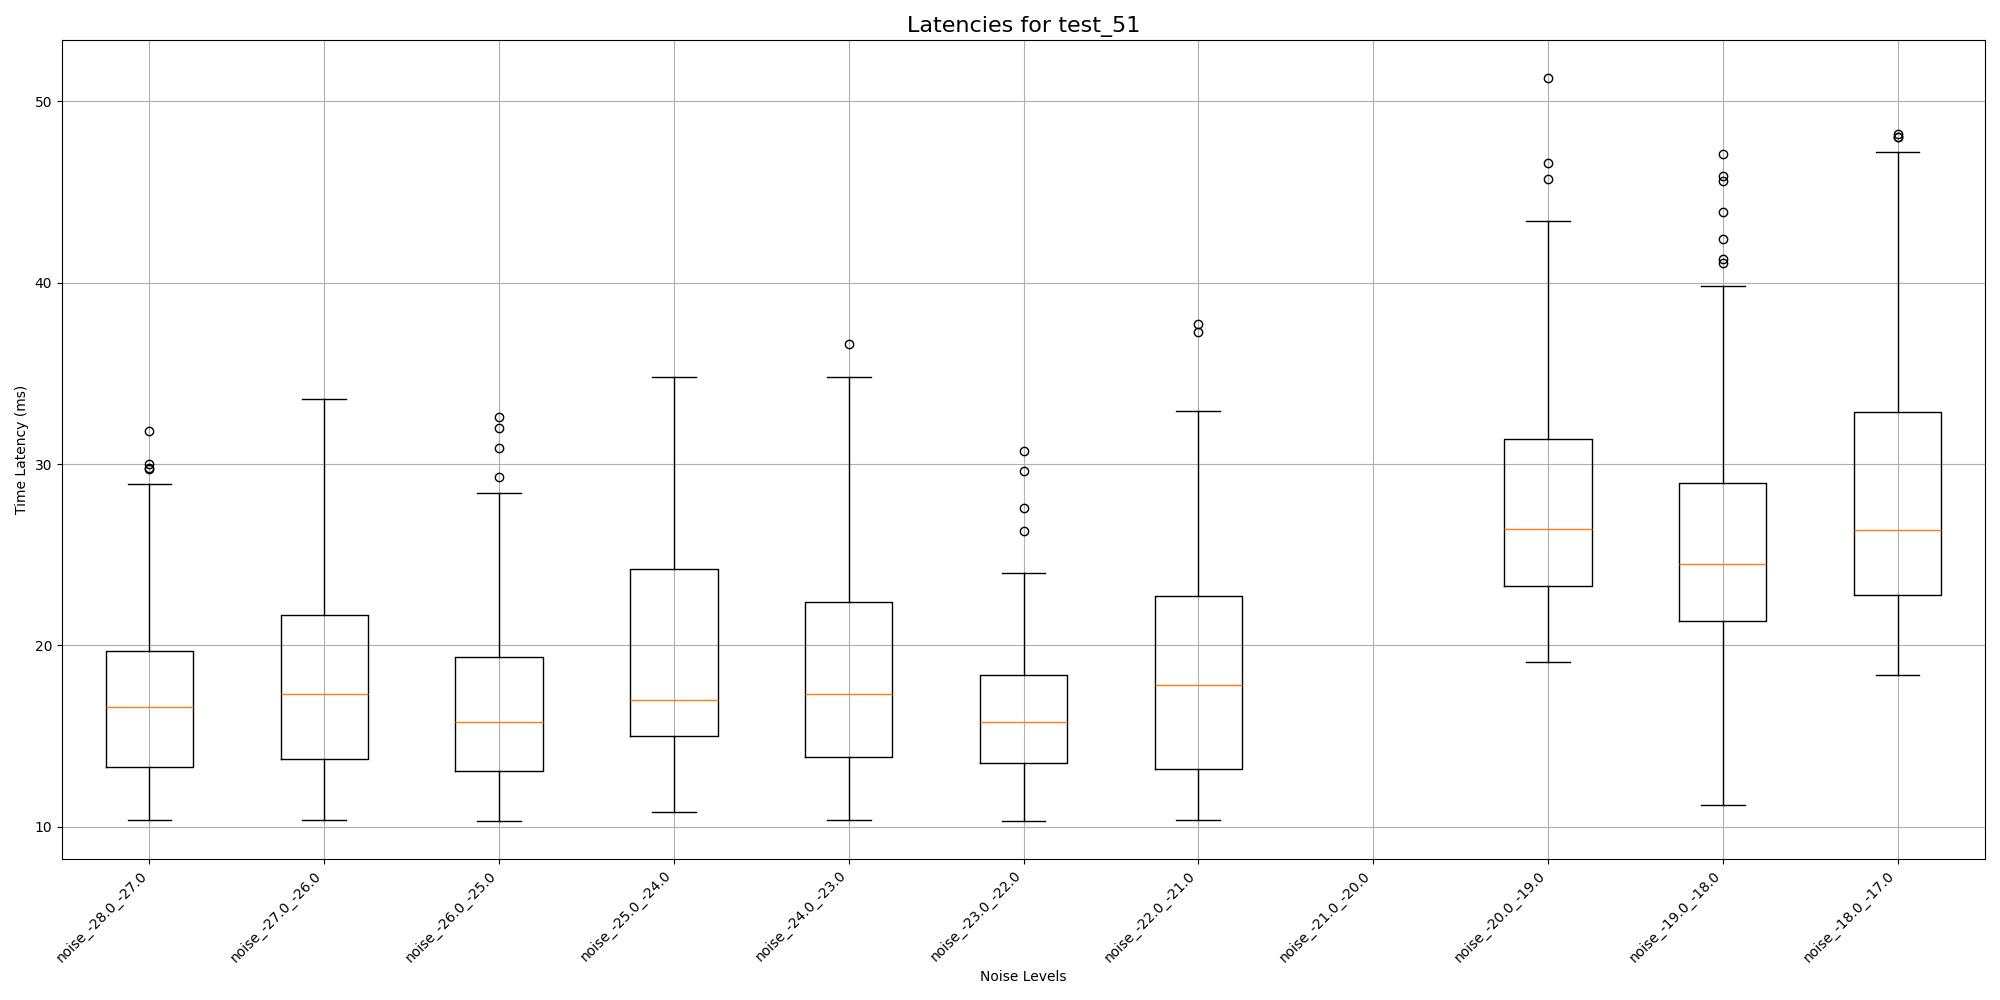 Latencies for test_51
Time Latency (ms)
50
40
30
20
10
noise_-28.0_-27.0
noise_-27.0_-26.0
noise_-26.0_-25.0
noise_-25.0_-24.0
noise_-24.0_-23.0
noise_-23.0_-22.0
noise_-22.0_-21.0
noise_-21.0_-20.0
noise_-20.0_-19.0
noise_-19.0_-18.0
noise_-18.0_-17.0
Noise Levels